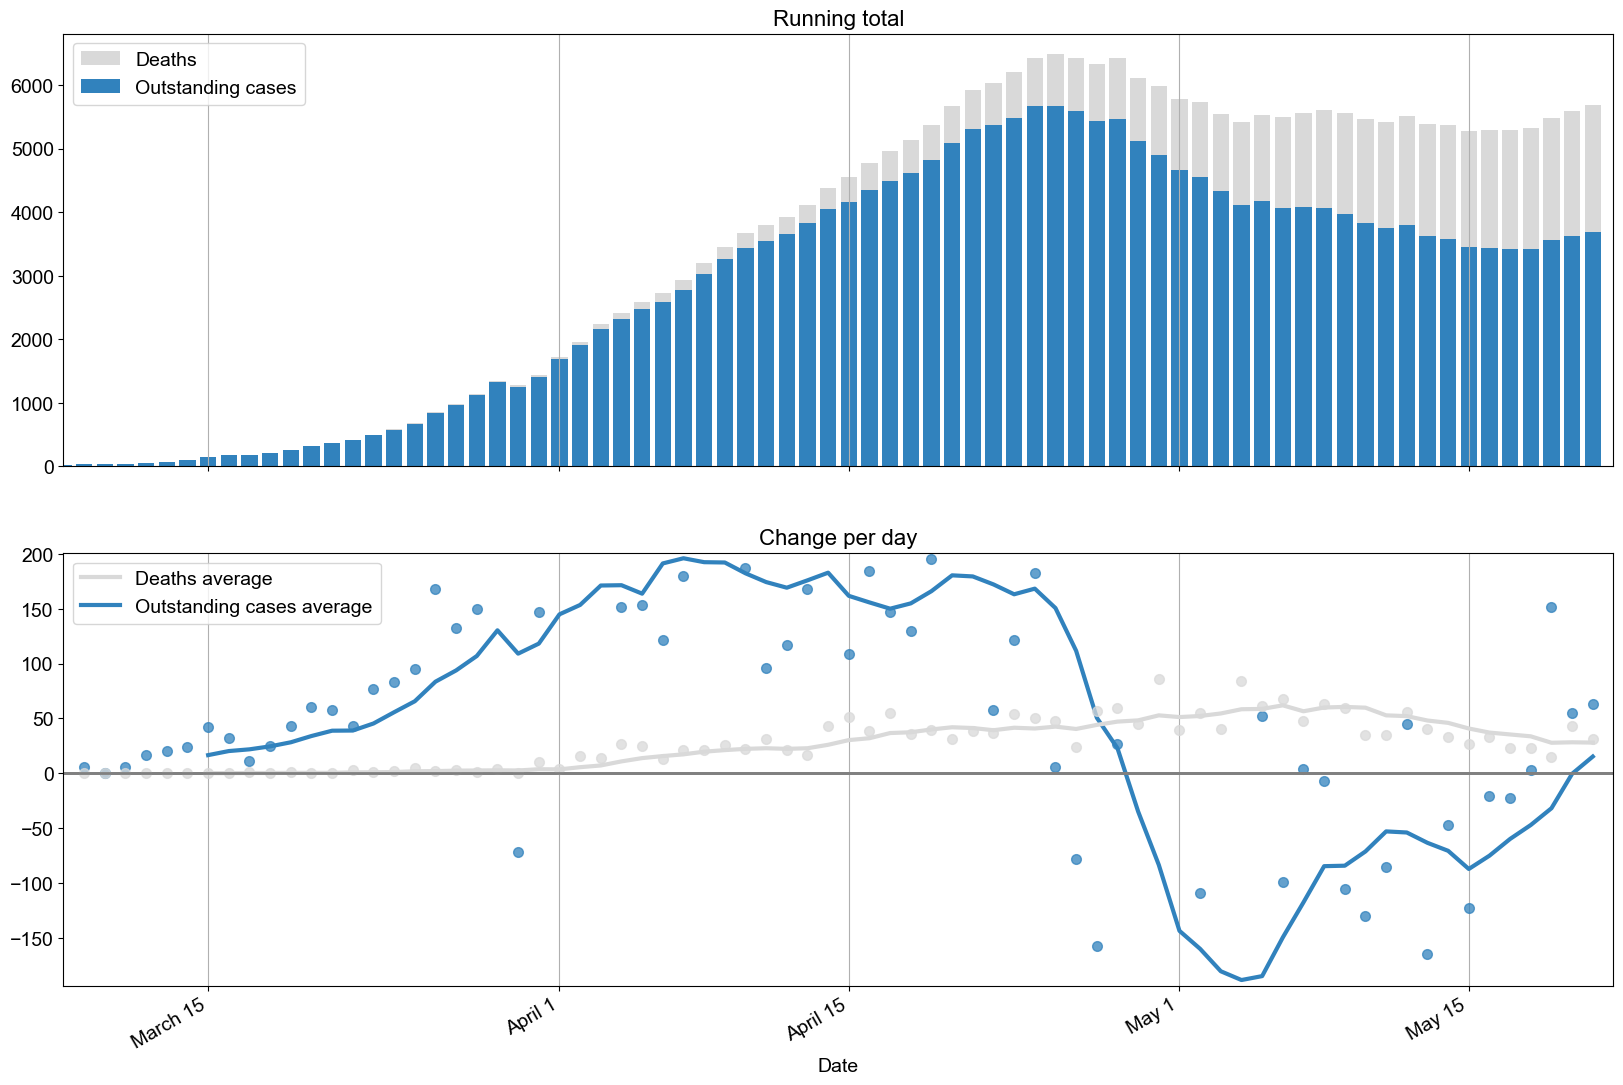 Running total
Deaths
Outstanding cases
6000
5000
4000
3000
2000
1000
0
Change per day
Deaths average
Outstanding cases average
200
150
100
50
0
−50
−100
−150
March 15
April 1
April 15
May 1
May 15
Date